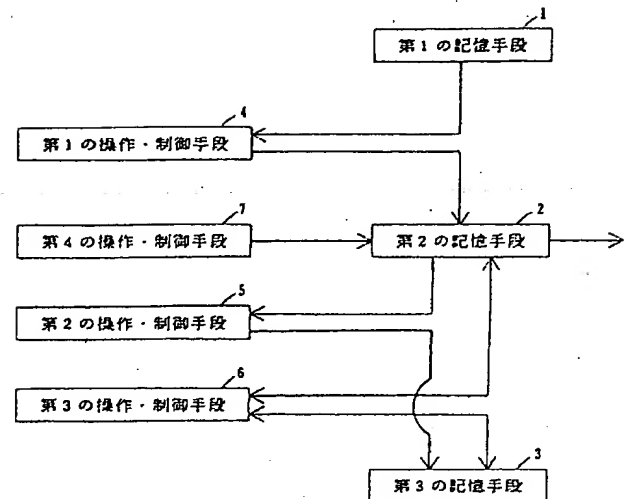 1
第1の記憶手段
4
第1の操作・制御手段
7
2
第4の操作・制御手段
第2の記憶手段
5
第2の操作・制御手段
6
第3の操作・制御手段
3
第3の記憶手段